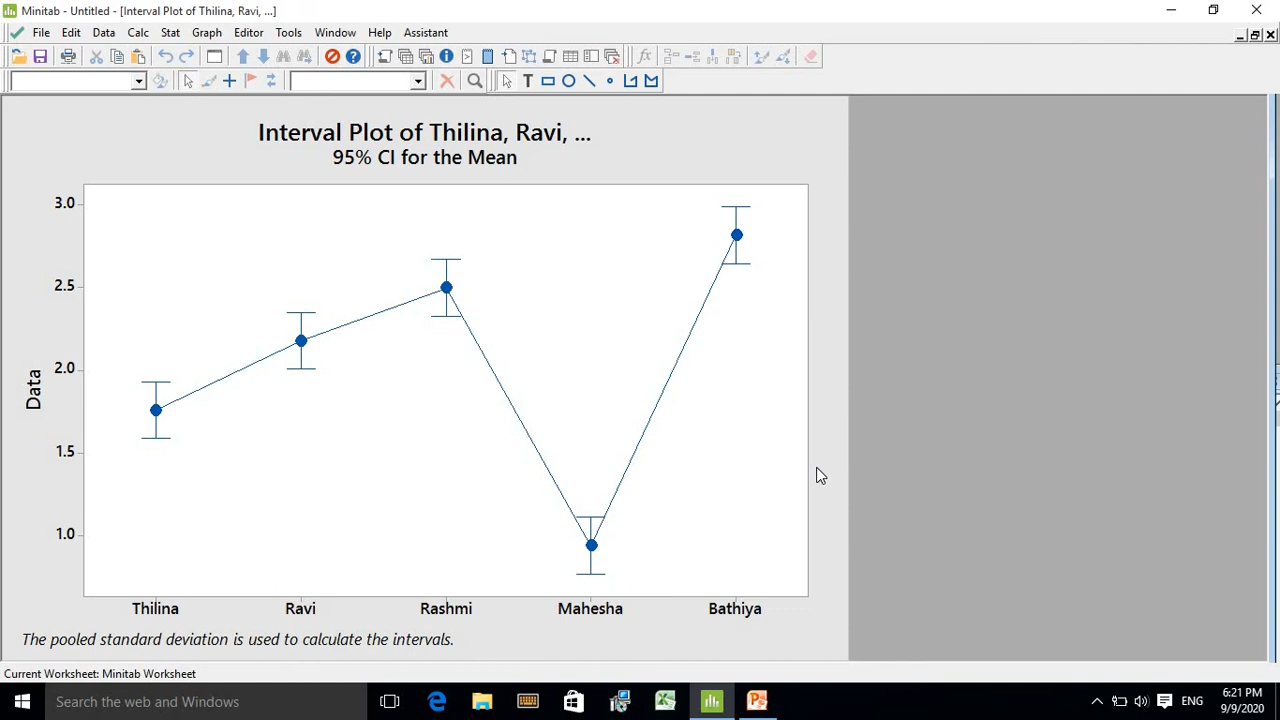 Minitab - Untitled - [Interval Plot of Thilina, Ravi, ...]
File Edit Data Calc Stat Graph Editor Tools Window Help Assistant
Interval Plot of Thilina, Ravi, ...
95% CI for the Mean
3.0
2.5
2.0
1.5
1.0
Data
Thilina Ravi Rashmi Mahesha Bathiya
The pooled standard deviation is used to calculate the intervals.
Current Worksheet: Minitab Worksheet
Search the web and Windows
ENG
6:21 PM
9/9/2020